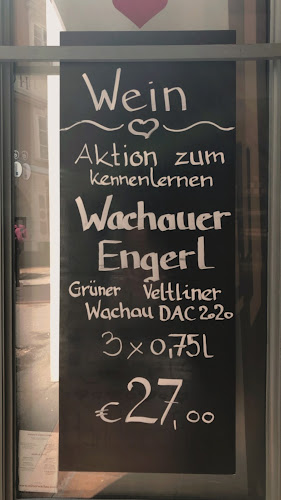 Wein
Aktion zum
kennenlernen
Wachauer
Engerl
Grüner Veltliner
Wachau DAC 2020
3 x 0,75l
€ 27,00